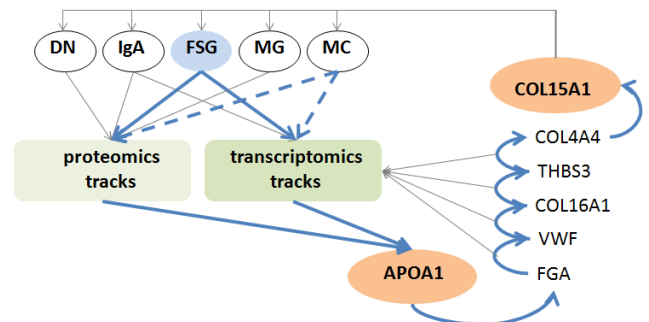 DN
IgA
FSG
MG
MC
COL15A1
proteomics
tracks
transcriptomics
tracks
COL4A4
THBS3
COL16A1
VWF
FGA
APOA1